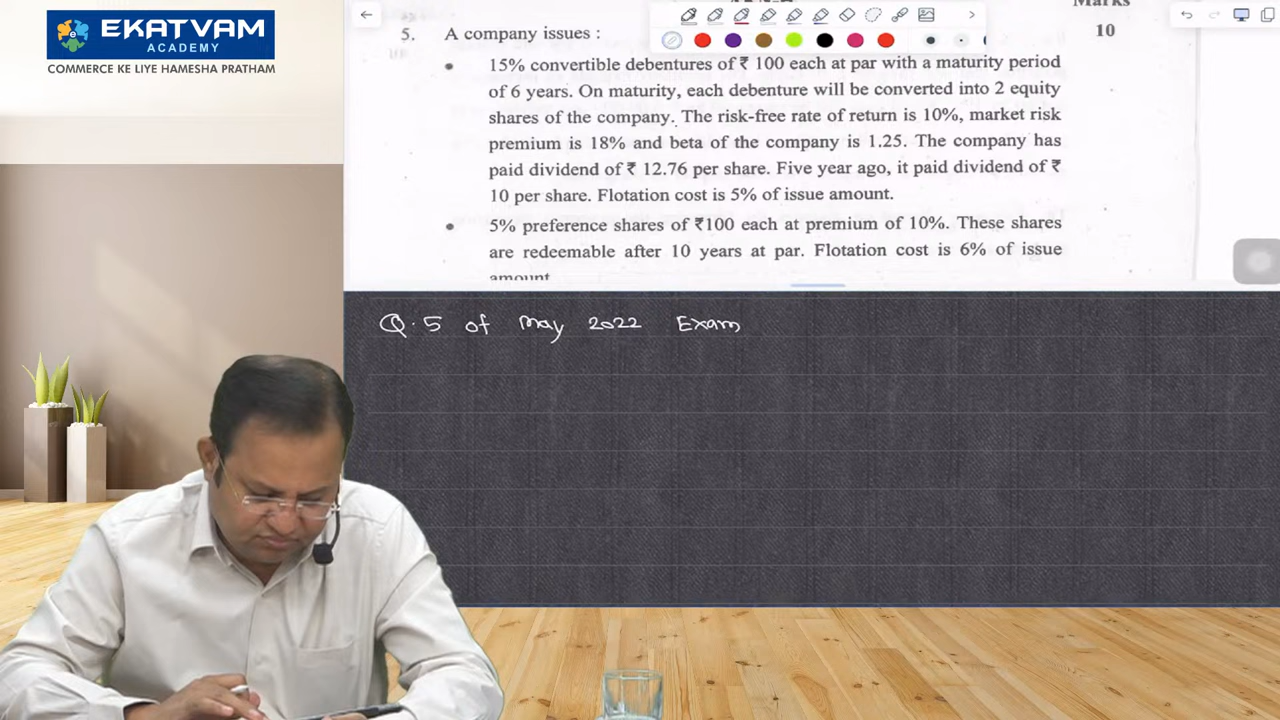 EKATVAM
ACADEMY
COMMERCE KE LIYE HAMESHA PRATHAM
Marks
10
5. A company issues :
• 15% convertible debentures of ₹ 100 each at par with a maturity period
of 6 years. On maturity, each debenture will be converted into 2 equity
shares of the company. The risk-free rate of return is 10%, market risk
premium is 18% and beta of the company is 1.25. The company has
paid dividend of ₹ 12.76 per share. Five year ago, it paid dividend of ₹
10 per share. Flotation cost is 5% of issue amount.
• 5% preference shares of ₹100 each at premium of 10%. These shares
are redeemable after 10 years at par. Flotation cost is 6% of issue
amount
Q.5 of May 2022 Exam